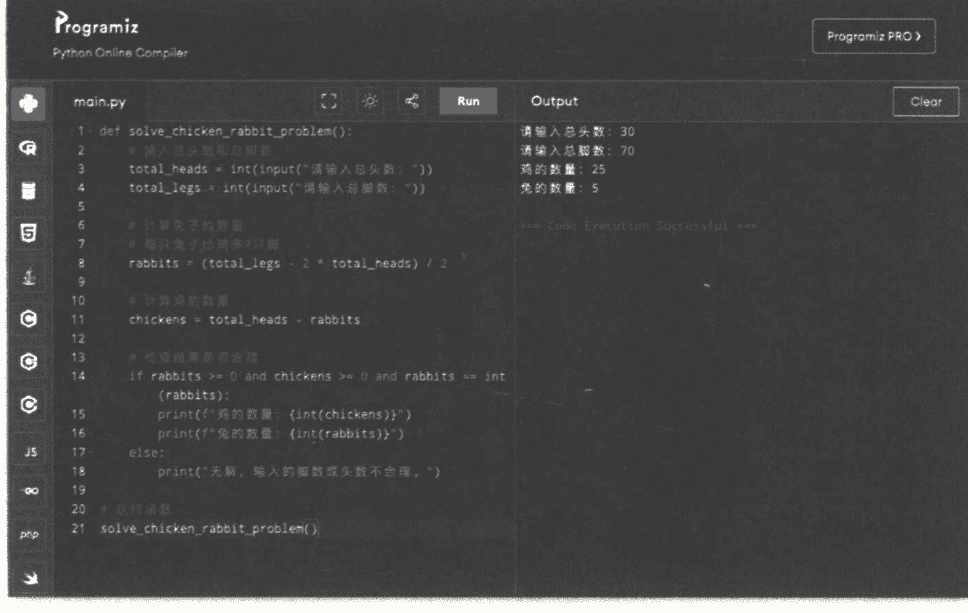 Programiz
Python Online Compiler
Programiz PRO ❯
main.py
Run
Output
Clear
1 def solve_chicken_rabbit_problem():
2 # 输入总头数和总脚数
3 total_heads = int(input("请输入总头数: "))
4 total_legs = int(input("请输入总脚数: "))
5
6 # 计算兔子的数量
7 # 每只兔子比鸡多2只脚
8 rabbits = (total_legs - 2 * total_heads) / 2
9
10 # 计算鸡的数量
11 chickens = total_heads - rabbits
12
13 # 检查结果是否合理
14 if rabbits >= 0 and chickens >= 0 and rabbits == int
(rabbits):
15 print(f"鸡的数量: {int(chickens)}")
16 print(f"兔的数量: {int(rabbits)}")
17 else:
18 print("无解，输入的脚数或头数不合理。")
19
20 # 运行函数
21 solve_chicken_rabbit_problem()
请输入总头数: 30
请输入总脚数: 70
鸡的数量: 25
兔的数量: 5
=== Code Execution Successful ===
JS
GO
php